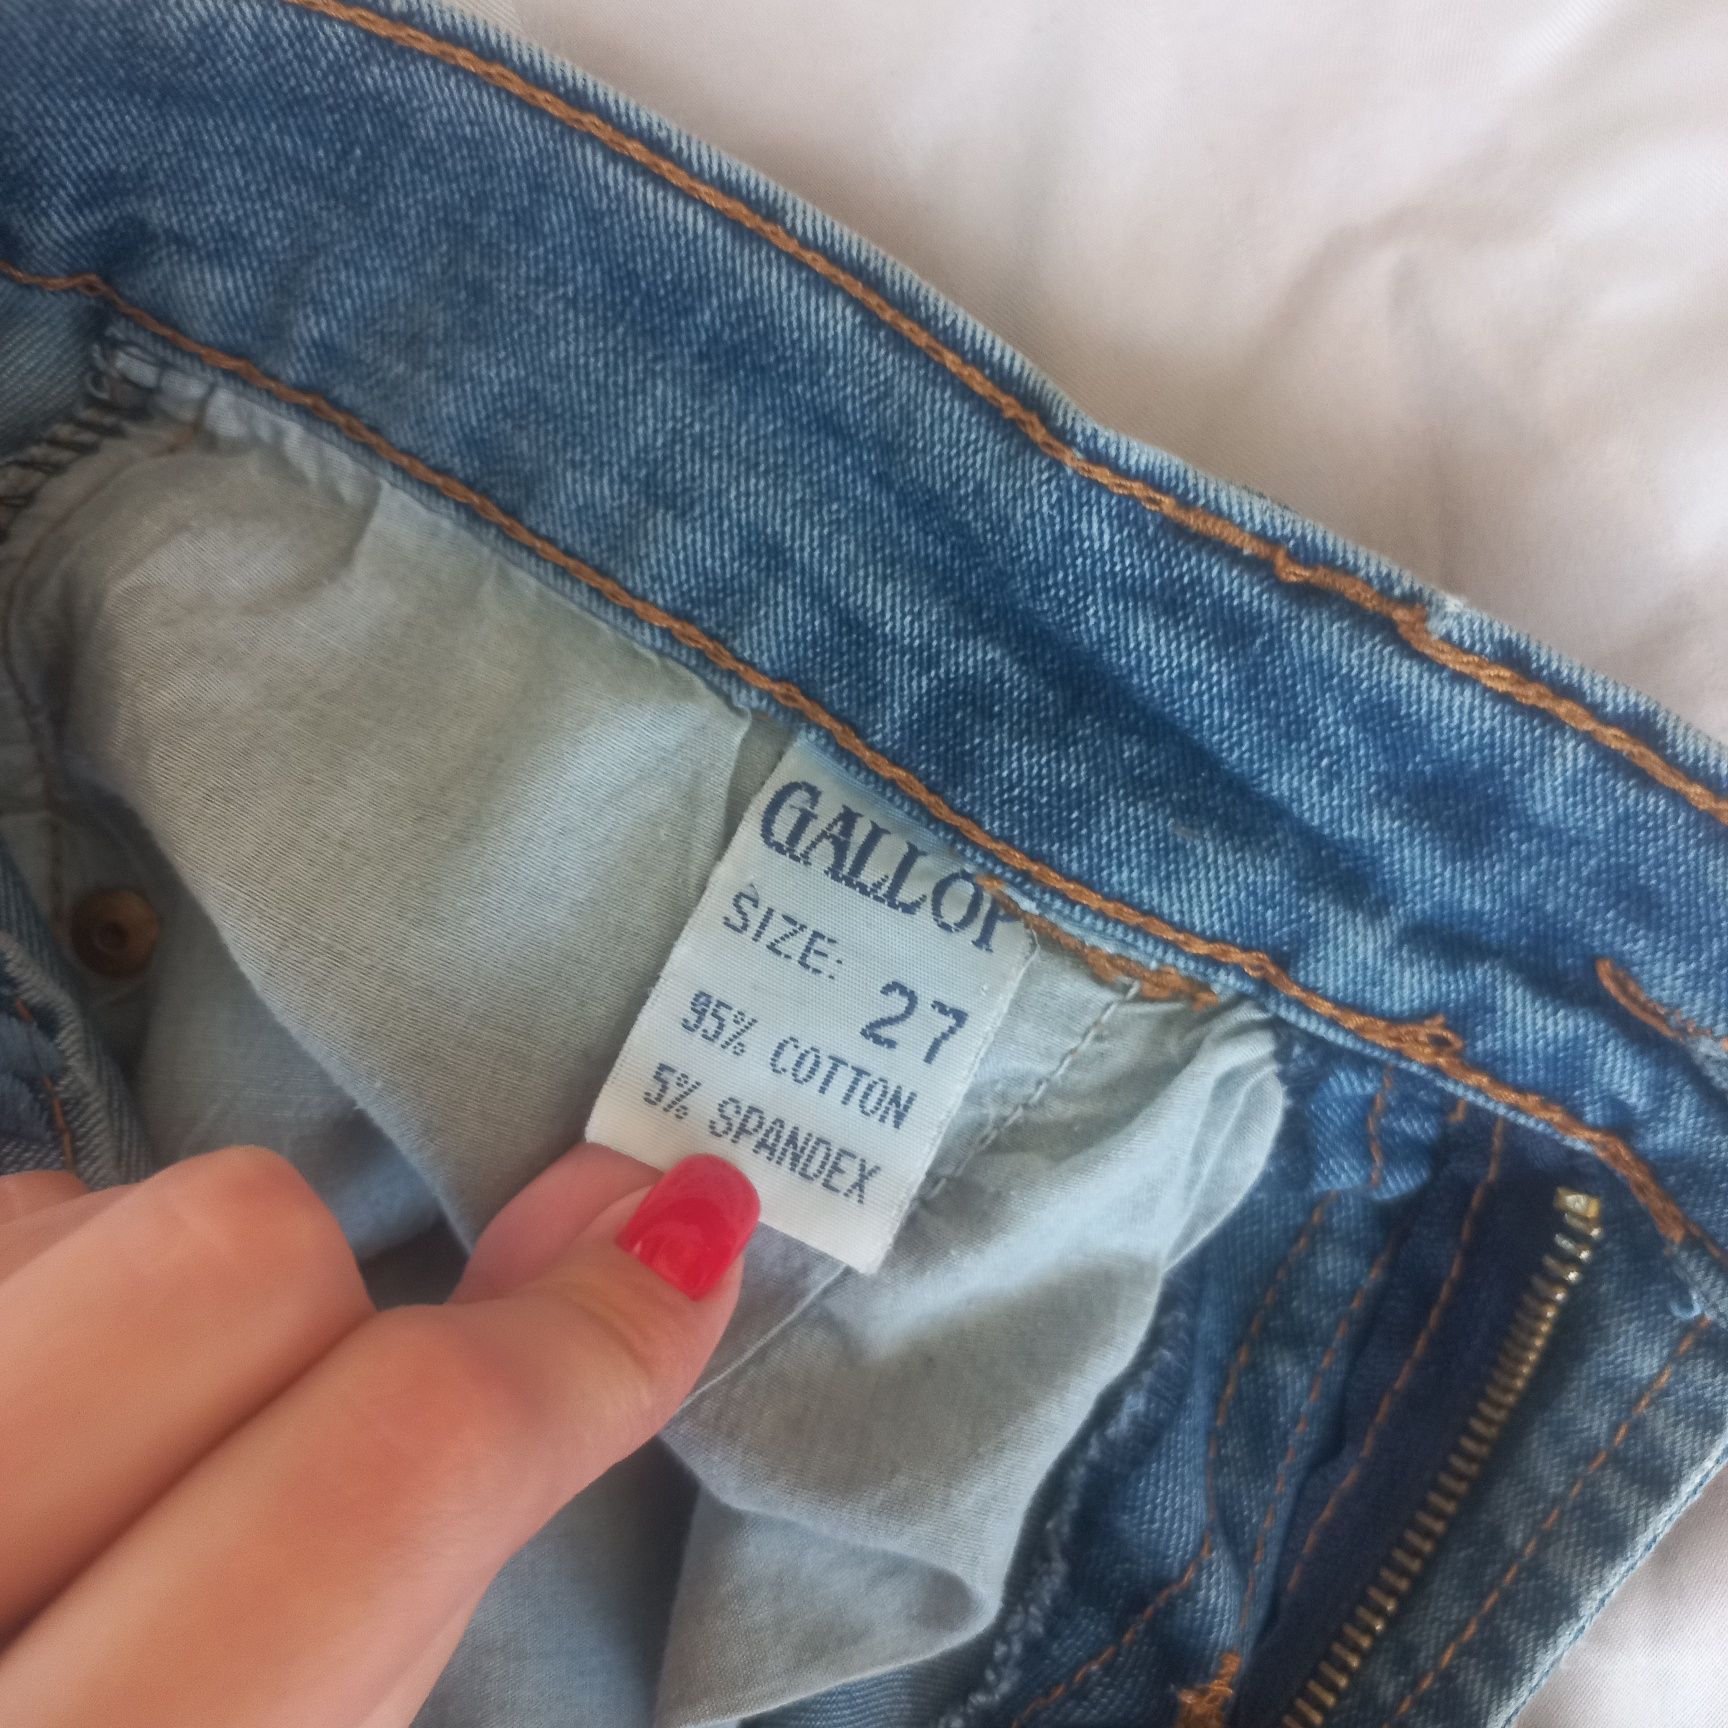 GALLOP
SIZE: 27
95% COTTON
5% SPANDEX